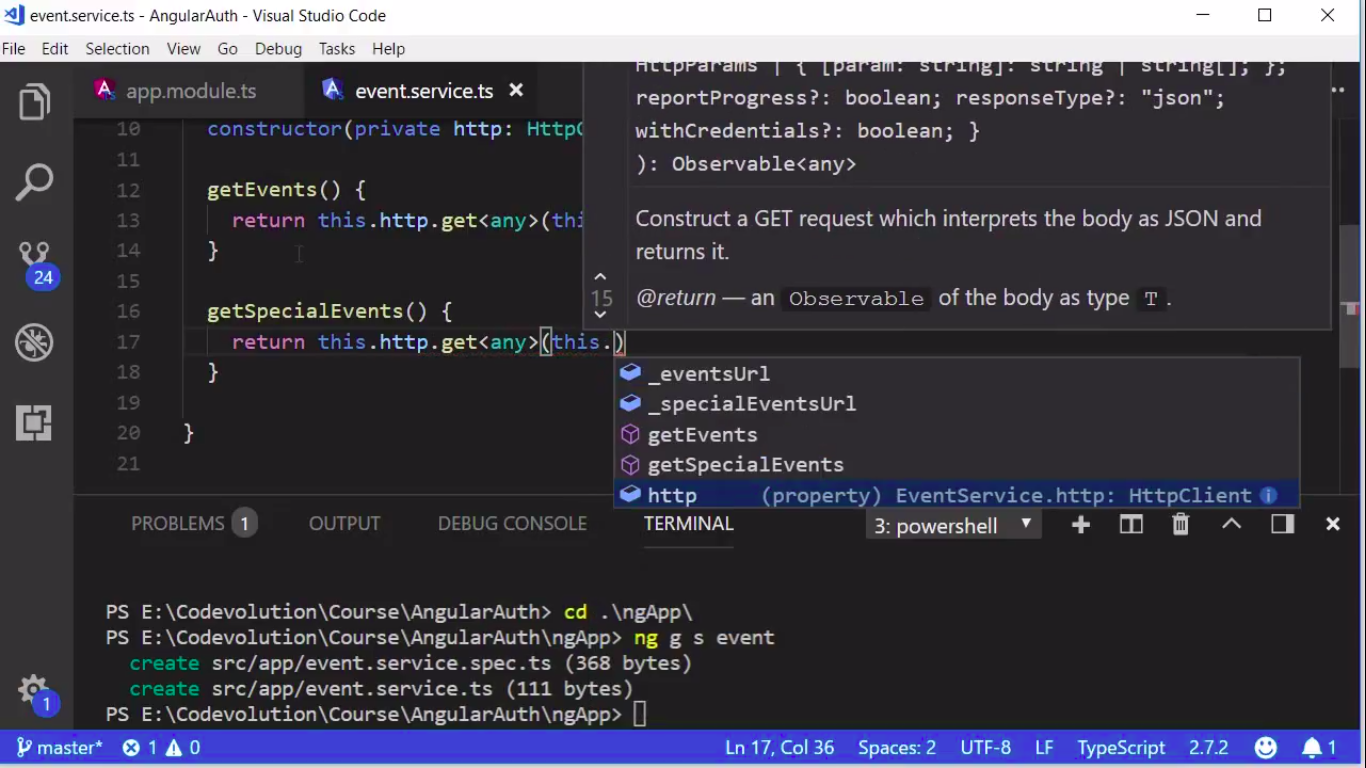 event.service.ts - AngularAuth - Visual Studio Code
File Edit Selection View Go Debug Tasks Help
app.module.ts event.service.ts
HttpParams | { [param: string]: string | string[]; };
reportProgress?: boolean; responseType?: "json";
withCredentials?: boolean; }
): Observable<any>
Construct a GET request which interprets the body as JSON and
returns it.
15
@return — an Observable of the body as type T .
10 constructor(private http: HttpC
11
12 getEvents() {
13 return this.http.get<any>(thi
14 }
15
16 getSpecialEvents() {
17 return this.http.get<any>(this.)
18 }
19
20 }
21
_eventsUrl
_specialEventsUrl
getEvents
getSpecialEvents
http (property) EventService.http: HttpClient
24
1
PROBLEMS 1 OUTPUT DEBUG CONSOLE TERMINAL 3: powershell
PS E:\Codevolution\Course\AngularAuth> cd .\ngApp\
PS E:\Codevolution\Course\AngularAuth\ngApp> ng g s event
create src/app/event.service.spec.ts (368 bytes)
create src/app/event.service.ts (111 bytes)
PS E:\Codevolution\Course\AngularAuth\ngApp>
master* 1 0 Ln 17, Col 36 Spaces: 2 UTF-8 LF TypeScript 2.7.2 1